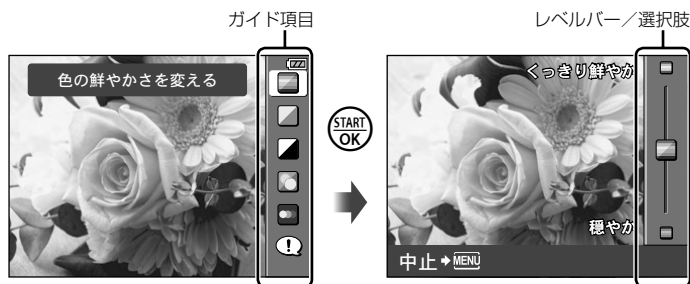 ガイド項目
レベルバー／選択肢
色の鮮やかさを変える
START
OK
くっきり鮮やか
穏やか
中止 MENU